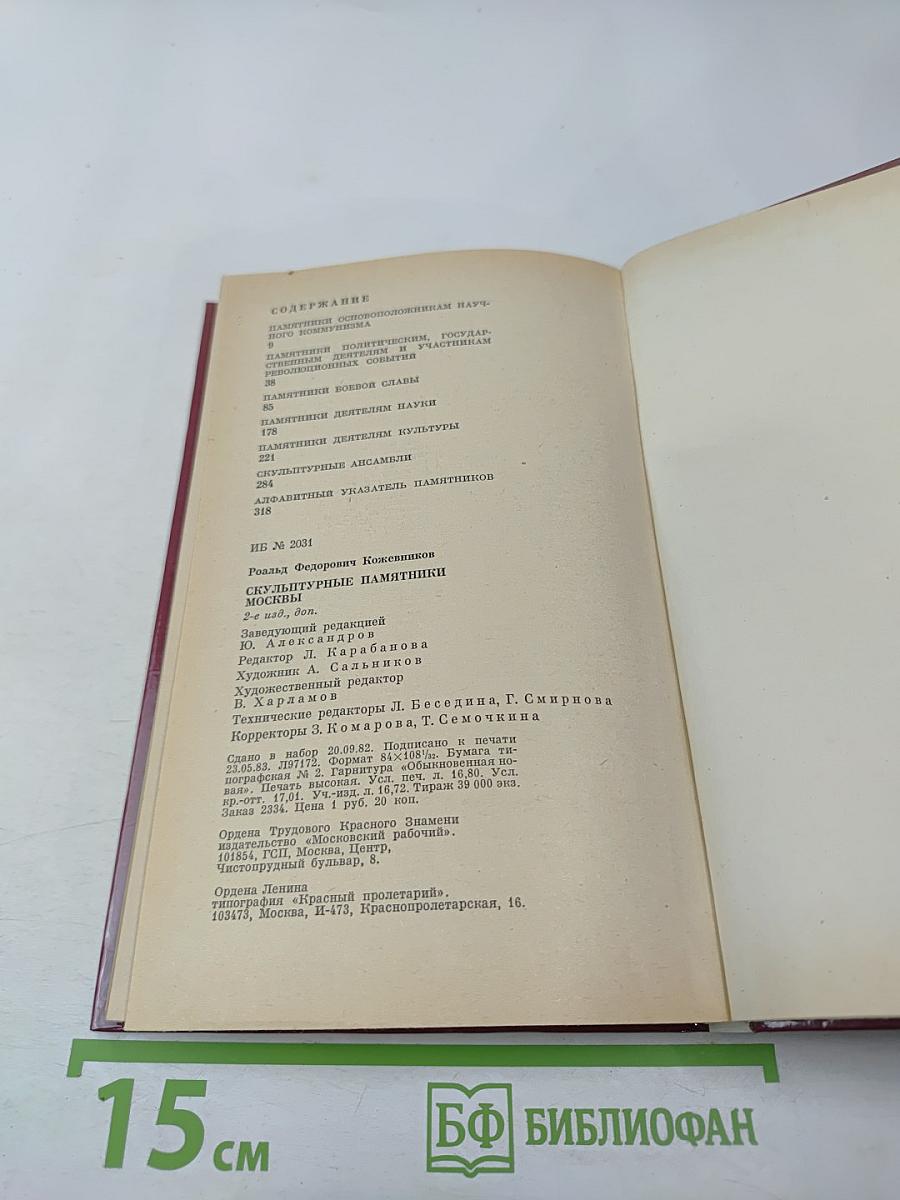 СОДЕРЖАНИЕ
ПАМЯТНИКИ ОСНОВОПОЛОЖНИКАМ НАУЧ-
НОГО КОММУНИЗМА
9
ПАМЯТНИКИ ПОЛИТИЧЕСКИМ, ГОСУДАР-
СТВЕННЫМ ДЕЯТЕЛЯМ И УЧАСТНИКАМ
РЕВОЛЮЦИОННЫХ СОБЫТИЙ
38
ПАМЯТНИКИ БОЕВОЙ СЛАВЫ
85
ПАМЯТНИКИ ДЕЯТЕЛЯМ НАУКИ
178
ПАМЯТНИКИ ДЕЯТЕЛЯМ КУЛЬТУРЫ
221
СКУЛЬПТУРНЫЕ АНСАМБЛИ
284
АЛФАВИТНЫЙ УКАЗАТЕЛЬ ПАМЯТНИКОВ
318
ИБ № 2031
Роальд Федорович Кожевников
СКУЛЬПТУРНЫЕ ПАМЯТНИКИ
МОСКВЫ
2-е изд., доп.
Заведующий редакцией
Ю. Александров
Редактор Л. Карабанова
Художник А. Сальников
Художественный редактор
В. Харламов
Технические редакторы Л. Беседина, Г. Смирнова
Корректоры З. Комарова, Т. Семочкина
Сдано в набор 20.09.82. Подписано к печати
23.05.83. Л97172. Формат 84×108¹/₃₂. Бумага ти-
пографская № 2. Гарнитура «Обыкновенная но-
вая». Печать высокая. Усл. печ. л. 16,80. Усл.
кр.-отт. 17,01. Уч.-изд. л. 16,72. Тираж 39 000 экз.
Заказ 2334. Цена 1 руб. 20 коп.
Ордена Трудового Красного Знамени
издательство «Московский рабочий».
101854, ГСП, Москва, Центр,
Чистопрудный бульвар, 8.
Ордена Ленина
типография «Красный пролетарий».
103473, Москва, И-473, Краснопролетарская, 16.
15 см
БФ БИБЛИОФАН